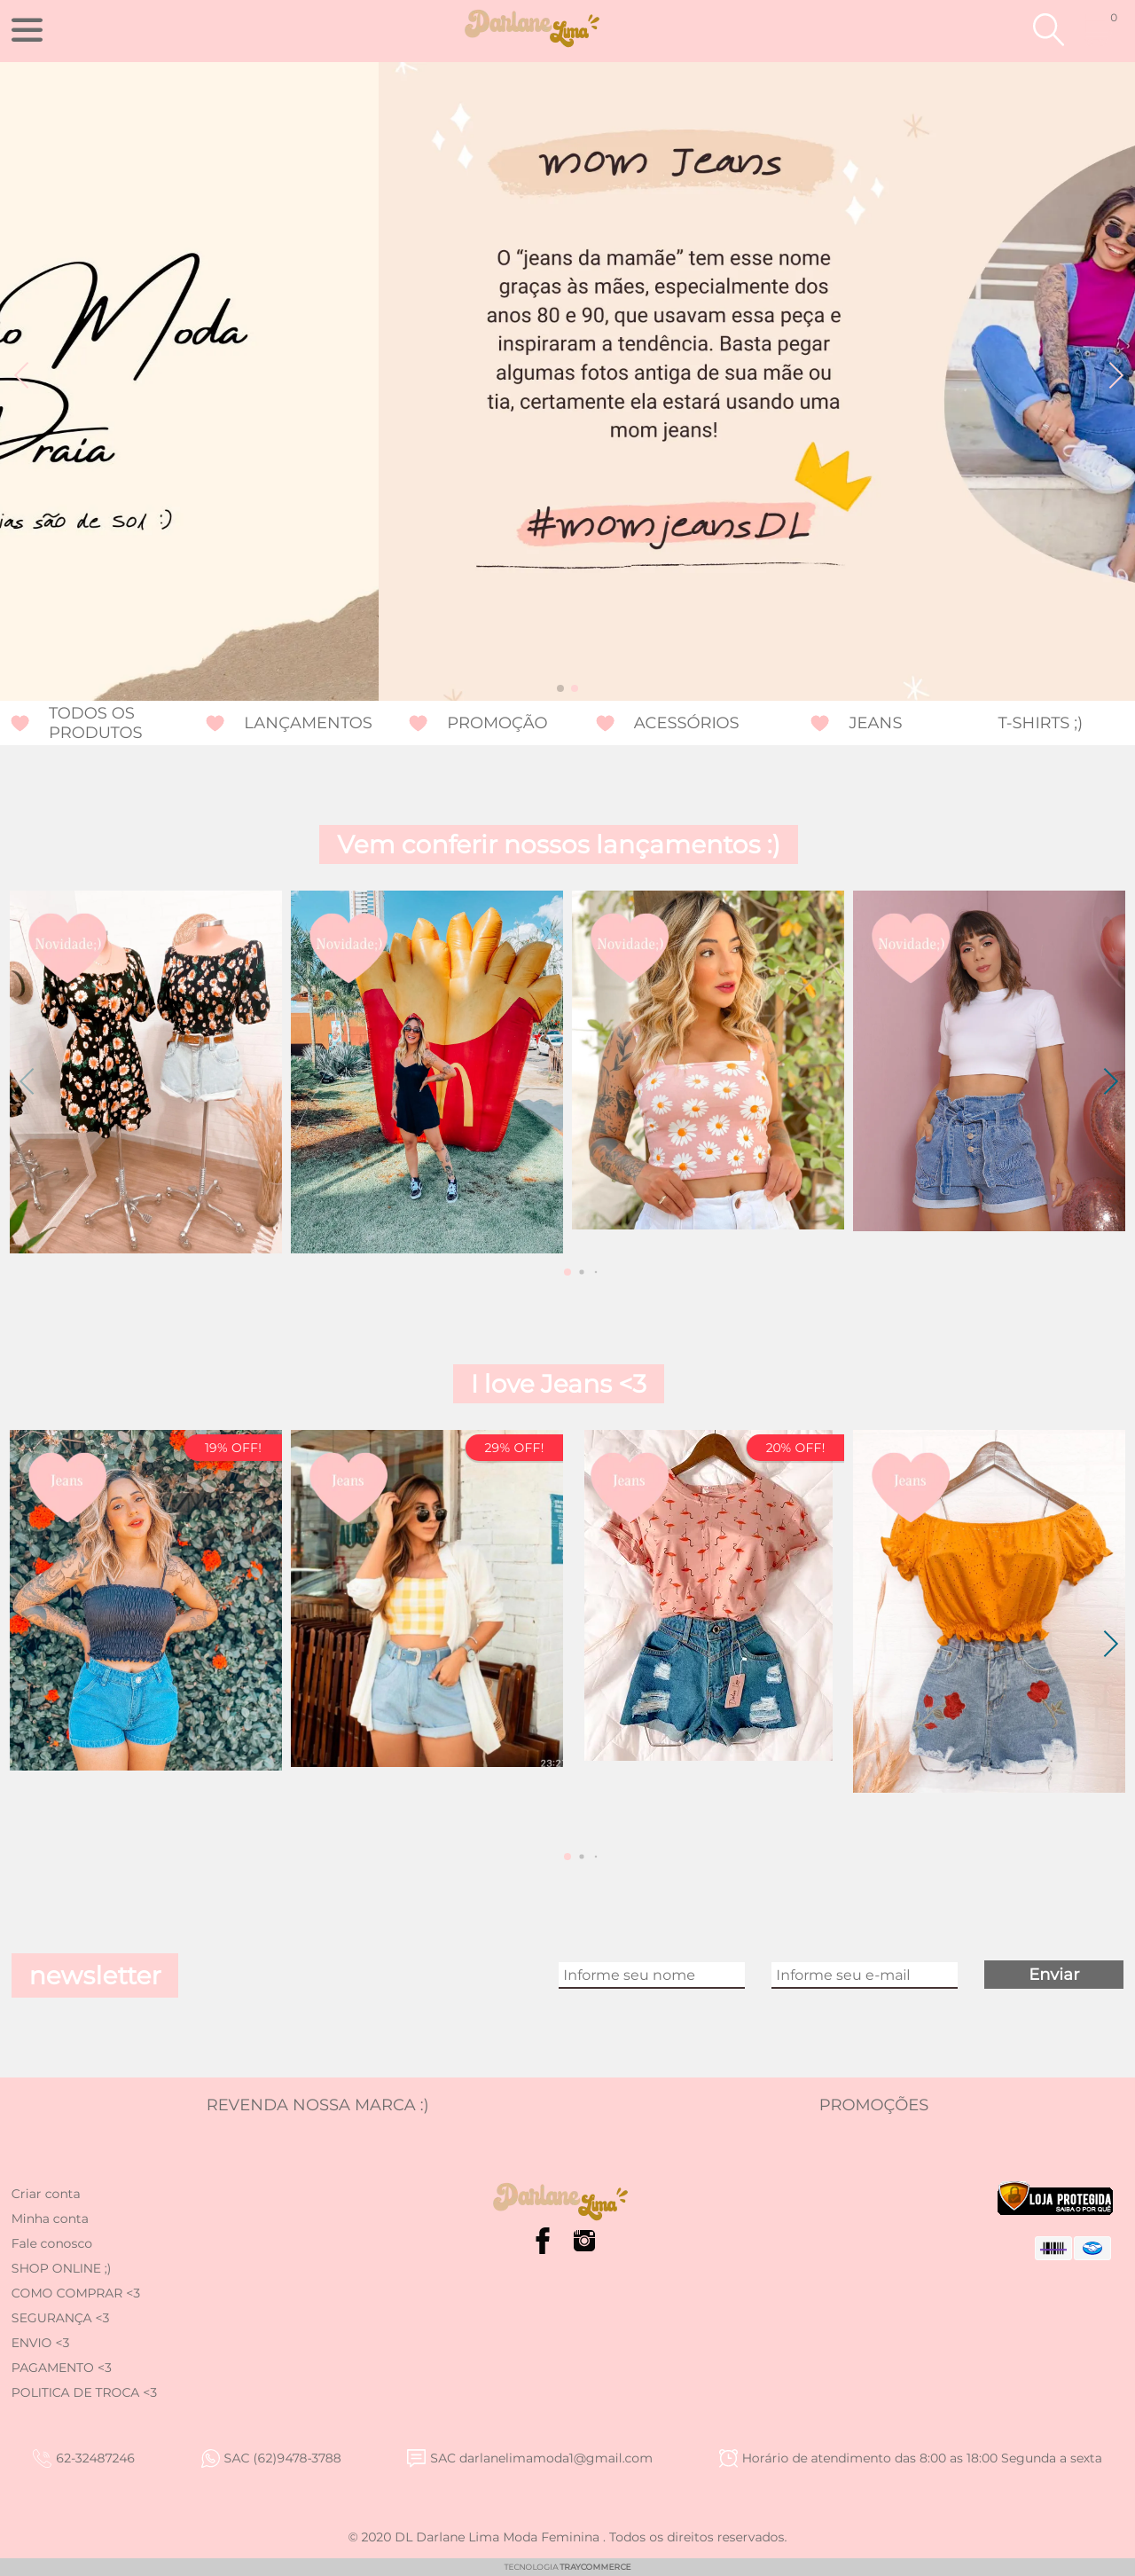 Darlane Lima
0
mom Jeans
O “jeans da mamãe” tem esse nome
graças às mães, especialmente dos
anos 80 e 90, que usavam essa peça e
inspiraram a tendência. Basta pegar
algumas fotos antiga de sua mãe ou
tia, certamente ela estará usando uma
mom jeans!
#momjeansDL
Moda
Praia
são de sol :)
TODOS OS
PRODUTOS
LANÇAMENTOS
PROMOÇÃO
ACESSÓRIOS
JEANS
T-SHIRTS ;)
Vem conferir nossos lançamentos :)
Novidade;)
Novidade;)
Novidade;)
Novidade;)
I love Jeans <3
19% OFF!
29% OFF!
20% OFF!
Jeans
Jeans
Jeans
Jeans
newsletter
Informe seu nome
Informe seu e-mail
Enviar
REVENDA NOSSA MARCA :)
PROMOÇÕES
Criar conta
Minha conta
Fale conosco
SHOP ONLINE ;)
COMO COMPRAR <3
SEGURANÇA <3
ENVIO <3
PAGAMENTO <3
POLITICA DE TROCA <3
Darlane Lima
LOJA PROTEGIDA
SAIBA O POR QUÊ
62-32487246
SAC (62)9478-3788
SAC darlanelimamoda1@gmail.com
Horário de atendimento das 8:00 as 18:00 Segunda a sexta
© 2020 DL Darlane Lima Moda Feminina . Todos os direitos reservados.
TECNOLOGIA TRAYCOMMERCE